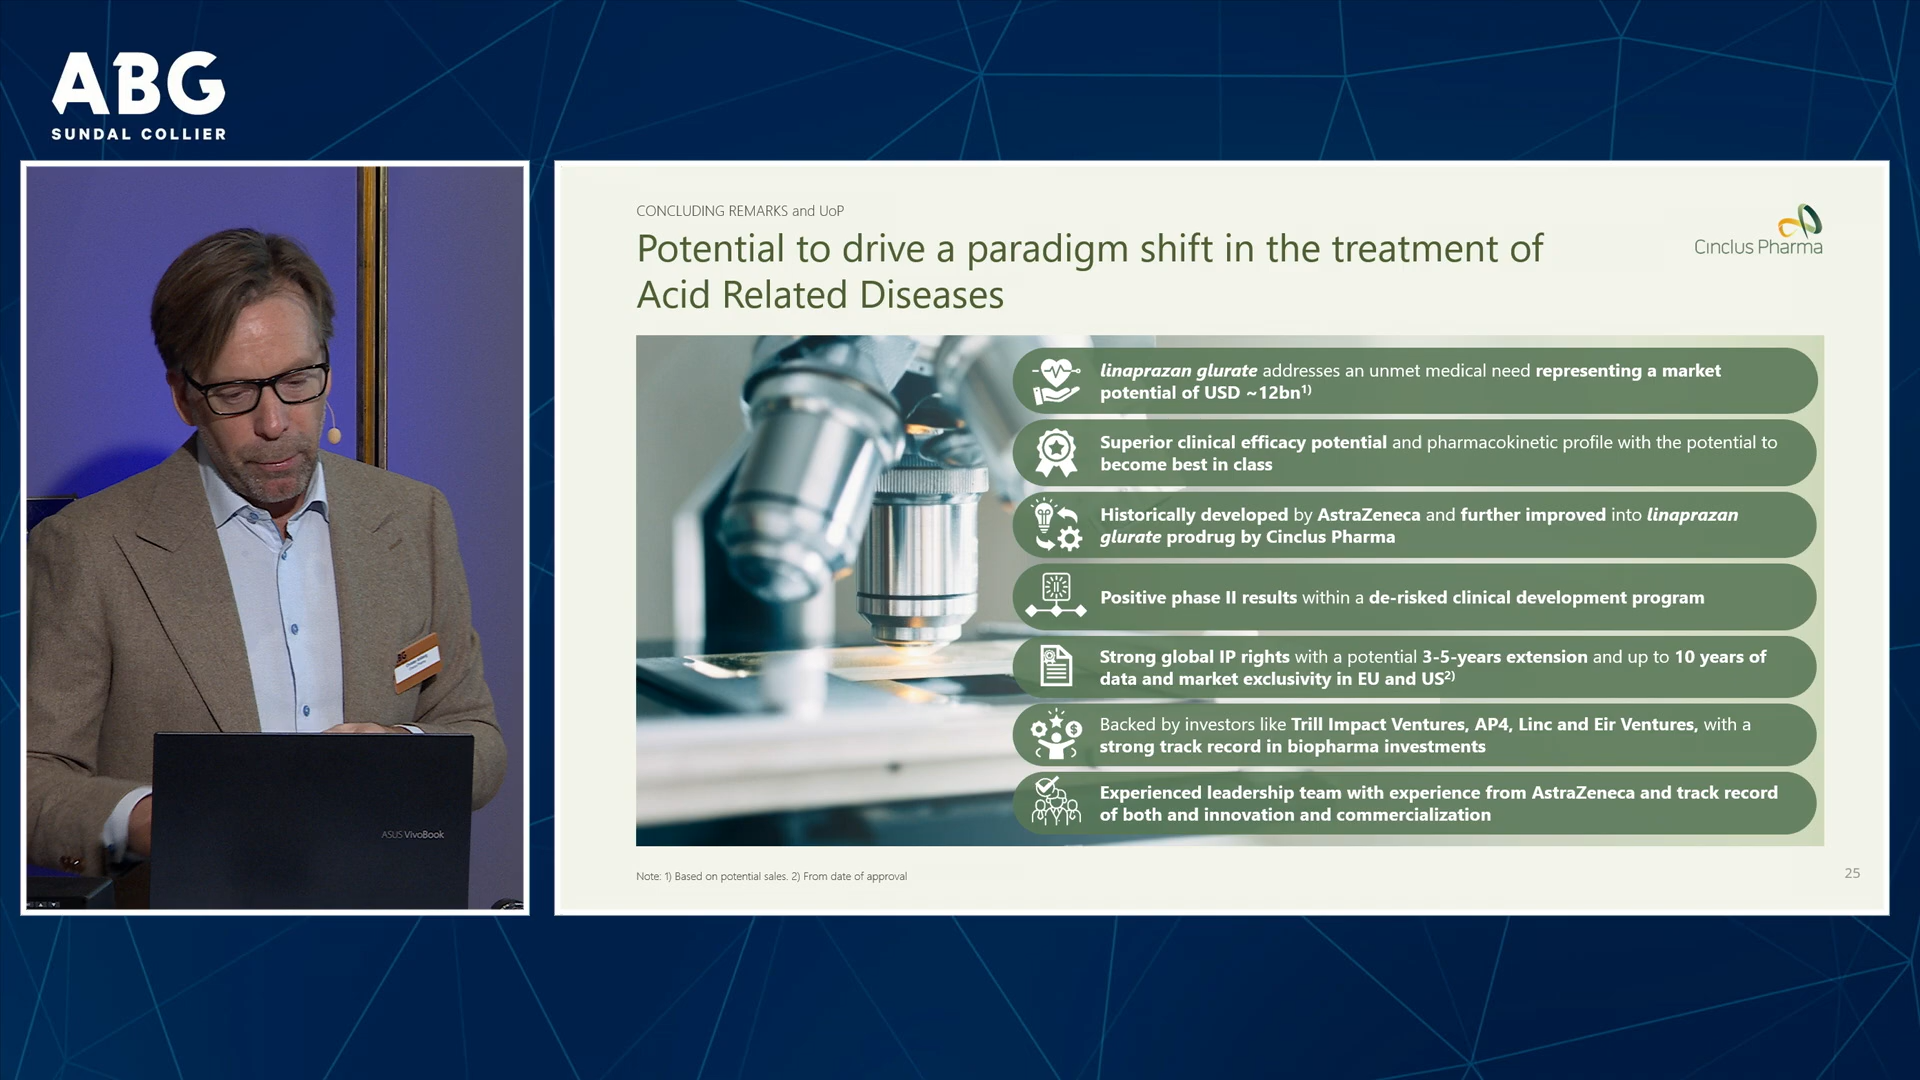 ABG
SUNDAL COLLIER
CONCLUDING REMARKS and UoP
Potential to drive a paradigm shift in the treatment of
Acid Related Diseases
Cinclus Pharma
linaprazan glurate addresses an unmet medical need representing a market
potential of USD ~12bn1)
Superior clinical efficacy potential and pharmacokinetic profile with the potential to
become best in class
Historically developed by AstraZeneca and further improved into linaprazan
glurate prodrug by Cinclus Pharma
Positive phase II results within a de-risked clinical development program
Strong global IP rights with a potential 3-5-years extension and up to 10 years of
data and market exclusivity in EU and US2)
Backed by investors like Trill Impact Ventures, AP4, Linc and Eir Ventures, with a
strong track record in biopharma investments
Experienced leadership team with experience from AstraZeneca and track record
of both and innovation and commercialization
Note: 1) Based on potential sales. 2) From date of approval
25
ASUS VivoBook